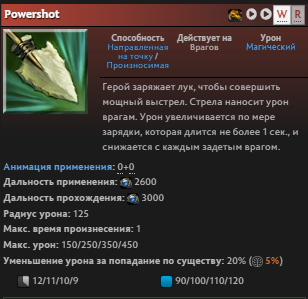 Powershot
W R
Способность
Направленная
на точку /
Произносимая
Действует на
Врагов
Урон
Магический
Герой заряжает лук, чтобы совершить
мощный выстрел. Стрела наносит урон
врагам. Урон увеличивается по мере
зарядки, которая длится не более 1 сек., и
снижается с каждым задетым врагом.
Анимация применения: 0+0
Дальность применения: 2600
Дальность прохождения: 3000
Радиус урона: 125
Макс. время произнесения: 1
Макс. урон: 150/250/350/450
Уменьшение урона за попадание по существу: 20% ( 5%)
12/11/10/9
90/100/110/120